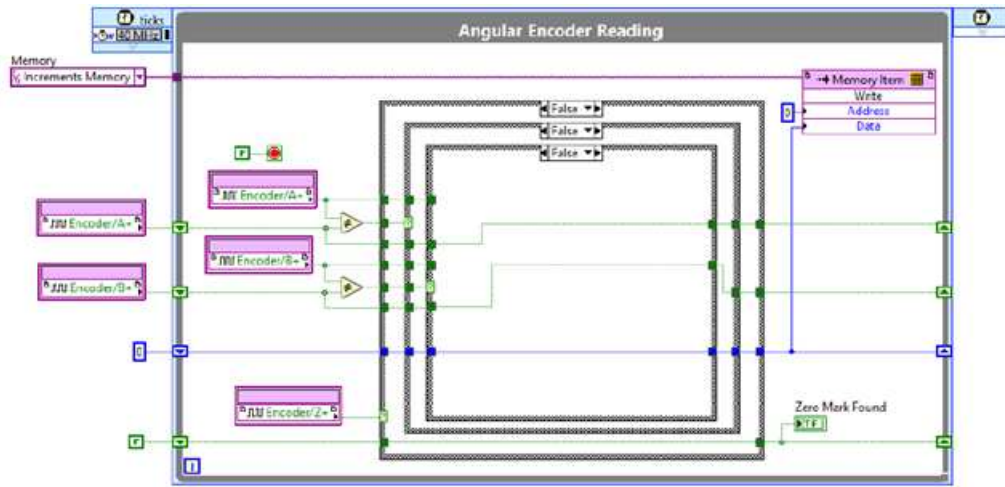 ticks
40 MHz
Angular Encoder Reading
Memory
Increments Memory
Memory Item
Write
Address
Data
0
False
False
False
F
Encoder/A+
Encoder/A+
Encoder/B+
Encoder/B+
0
Encoder/Z+
Zero Mark Found
TF
F
i